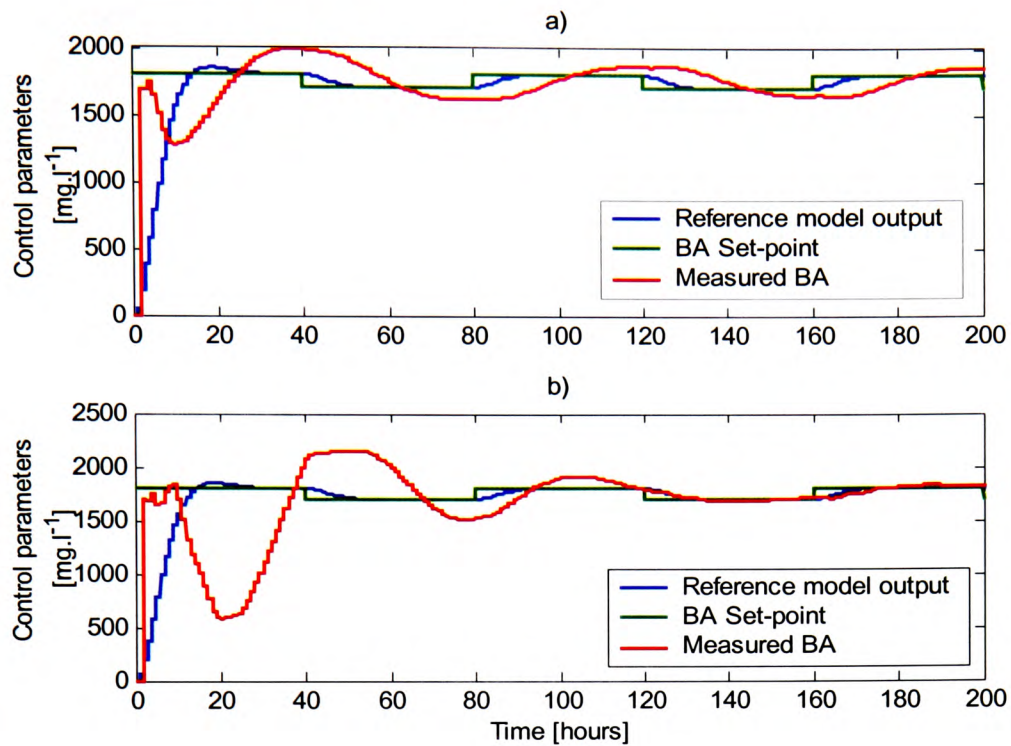 a)
2000
1500
1000
500
0
Control parameters
[mg.l⁻¹]
Reference model output
BA Set-point
Measured BA
0 20 40 60 80 100 120 140 160 180 200
b)
2500
2000
1500
1000
500
0
Control parameters
[mg.l⁻¹]
Reference model output
BA Set-point
Measured BA
0 20 40 60 80 100 120 140 160 180 200
Time [hours]